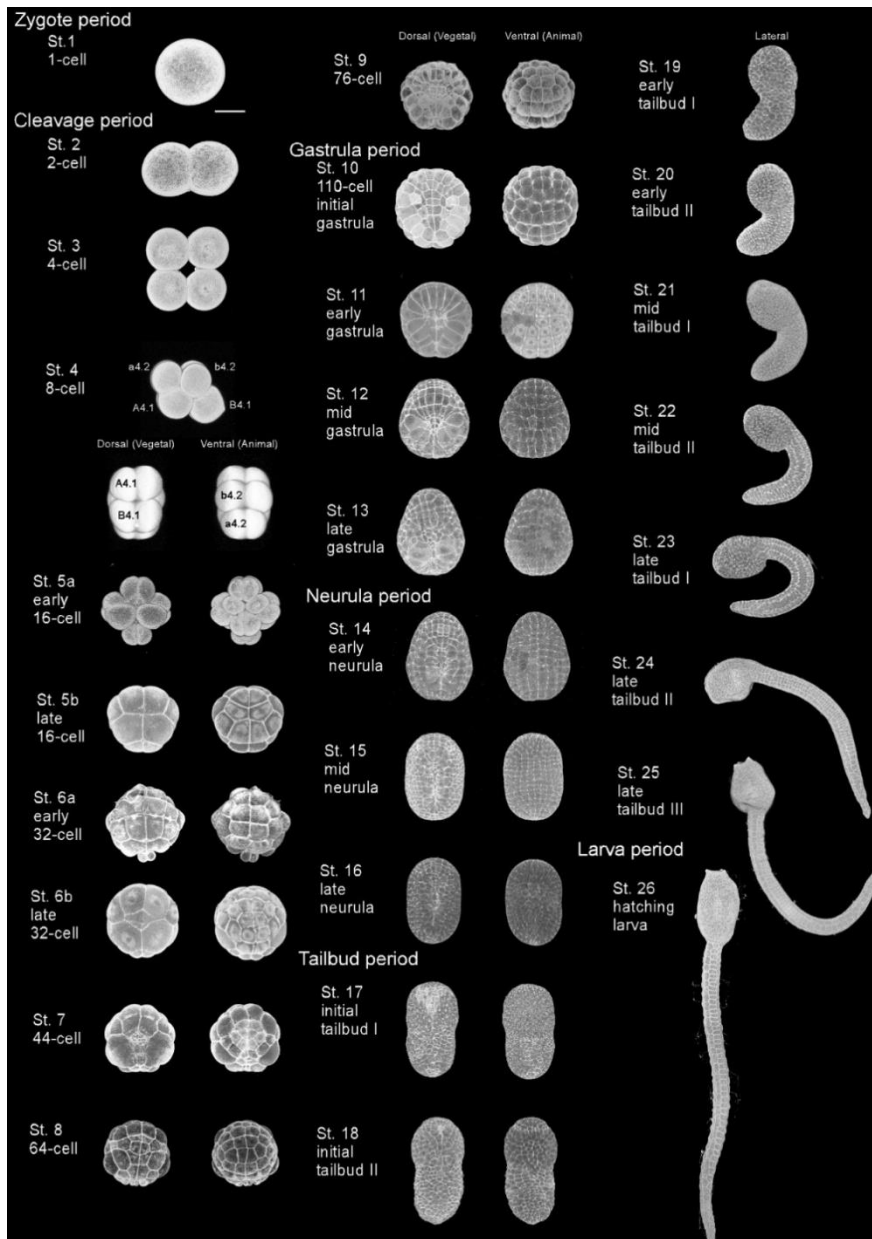 Zygote period
St.1
1-cell
Cleavage period
St. 2
2-cell
St. 3
4-cell
St. 4
8-cell
a4.2
b4.2
A4.1
B4.1
Dorsal (Vegetal)
Ventral (Animal)
A4.1
B4.1
b4.2
a4.2
St. 5a
early
16-cell
St. 5b
late
16-cell
St. 6a
early
32-cell
St. 6b
late
32-cell
St. 7
44-cell
St. 8
64-cell
Dorsal (Vegetal)
Ventral (Animal)
St. 9
76-cell
Gastrula period
St. 10
110-cell
initial
gastrula
St. 11
early
gastrula
St. 12
mid
gastrula
St. 13
late
gastrula
Neurula period
St. 14
early
neurula
St. 15
mid
neurula
St. 16
late
neurula
Tailbud period
St. 17
initial
tailbud I
St. 18
initial
tailbud II
Lateral
St. 19
early
tailbud I
St. 20
early
tailbud II
St. 21
mid
tailbud I
St. 22
mid
tailbud II
St. 23
late
tailbud I
St. 24
late
tailbud II
St. 25
late
tailbud III
Larva period
St. 26
hatching
larva